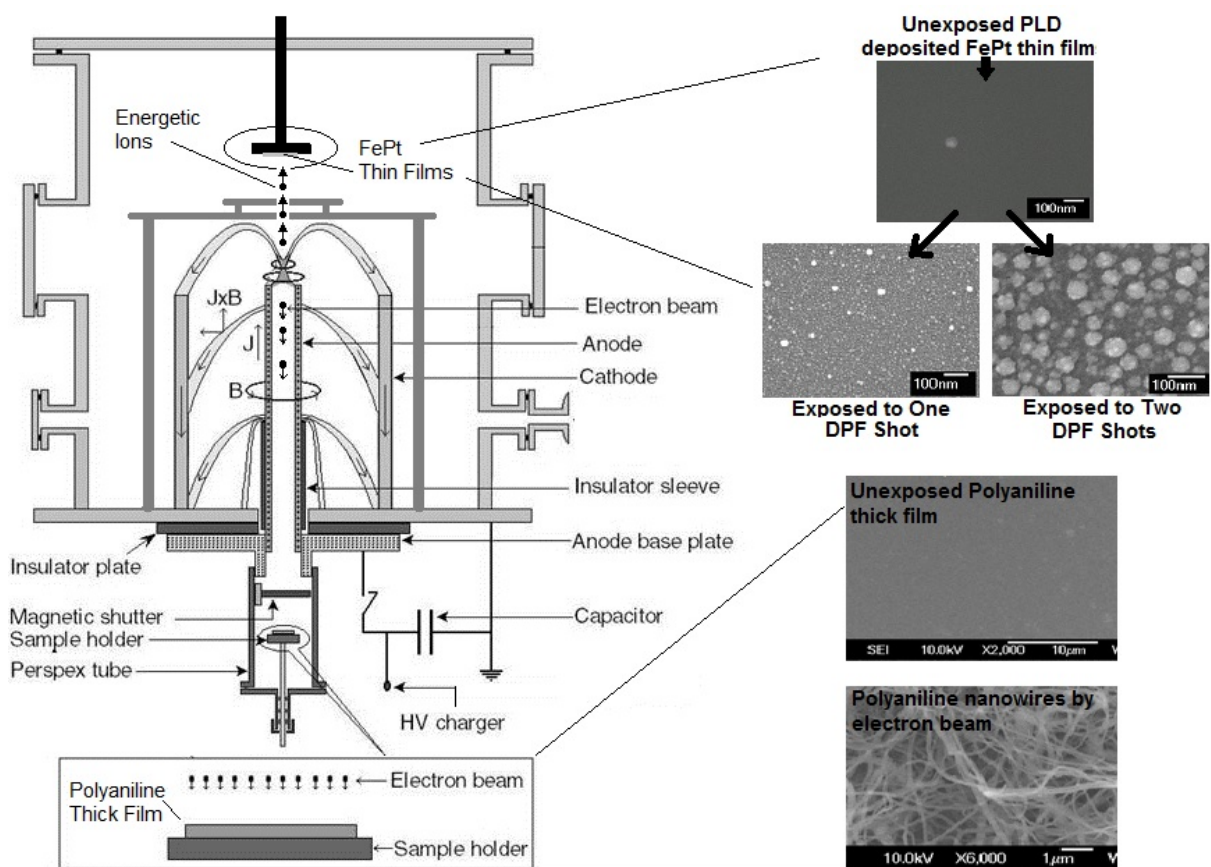 Unexposed PLD
deposited FePt thin film
100nm
Energetic
Ions
FePt
Thin Films
JxB
J
B
Electron beam
Anode
Cathode
100nm
100nm
Exposed to One
DPF Shot
Exposed to Two
DPF Shots
Insulator sleeve
Anode base plate
Insulator plate
Magnetic shutter
Sample holder
Perspex tube
Capacitor
HV charger
Unexposed Polyaniline
thick film
SEI 10.0kV X2,000 10µm
Polyaniline nanowires by
electron beam
10.0kV X6,000 1µm
Electron beam
Polyaniline
Thick Film
Sample holder